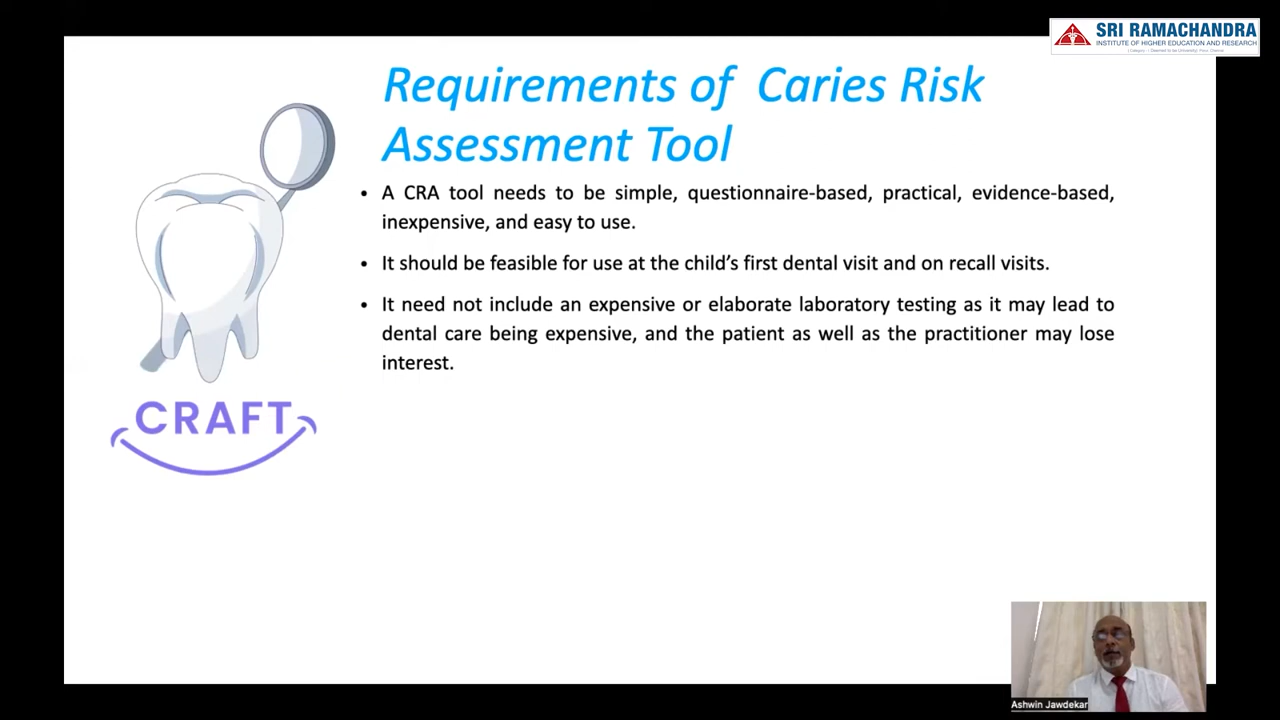 SRI RAMACHANDRA
INSTITUTE OF HIGHER EDUCATION AND RESEARCH
Requirements of Caries Risk
Assessment Tool
• A CRA tool needs to be simple, questionnaire-based, practical, evidence-based,
inexpensive, and easy to use.
• It should be feasible for use at the child’s first dental visit and on recall visits.
• It need not include an expensive or elaborate laboratory testing as it may lead to
dental care being expensive, and the patient as well as the practitioner may lose
interest.
CRAFT
Ashwin Jawdekar